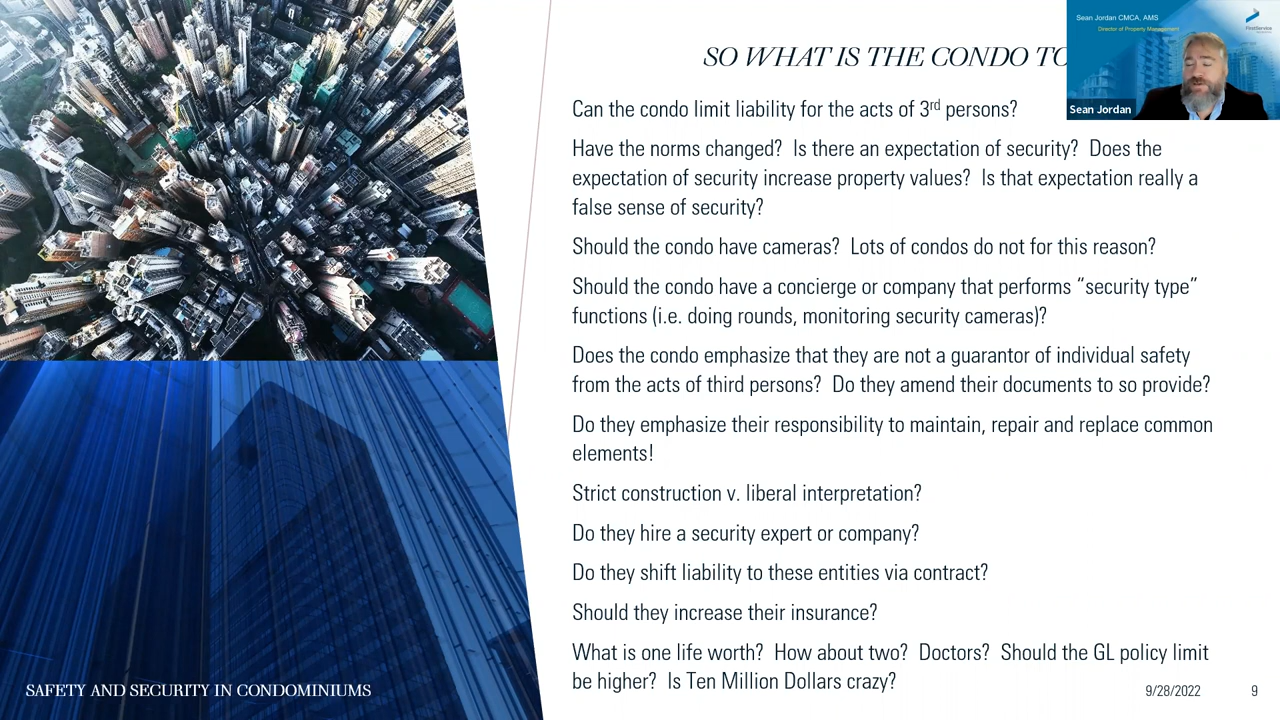 SO WHAT IS THE CONDO TO
Sean Jordan CMCA, AMS
Director of Property Management
FirstService
Sean Jordan
Can the condo limit liability for the acts of 3rd persons?
Have the norms changed? Is there an expectation of security? Does the
expectation of security increase property values? Is that expectation really a
false sense of security?
Should the condo have cameras? Lots of condos do not for this reason?
Should the condo have a concierge or company that performs “security type”
functions (i.e. doing rounds, monitoring security cameras)?
Does the condo emphasize that they are not a guarantor of individual safety
from the acts of third persons? Do they amend their documents to so provide?
Do they emphasize their responsibility to maintain, repair and replace common
elements!
Strict construction v. liberal interpretation?
Do they hire a security expert or company?
Do they shift liability to these entities via contract?
Should they increase their insurance?
What is one life worth? How about two? Doctors? Should the GL policy limit
be higher? Is Ten Million Dollars crazy?
SAFETY AND SECURITY IN CONDOMINIUMS
9/28/2022
9